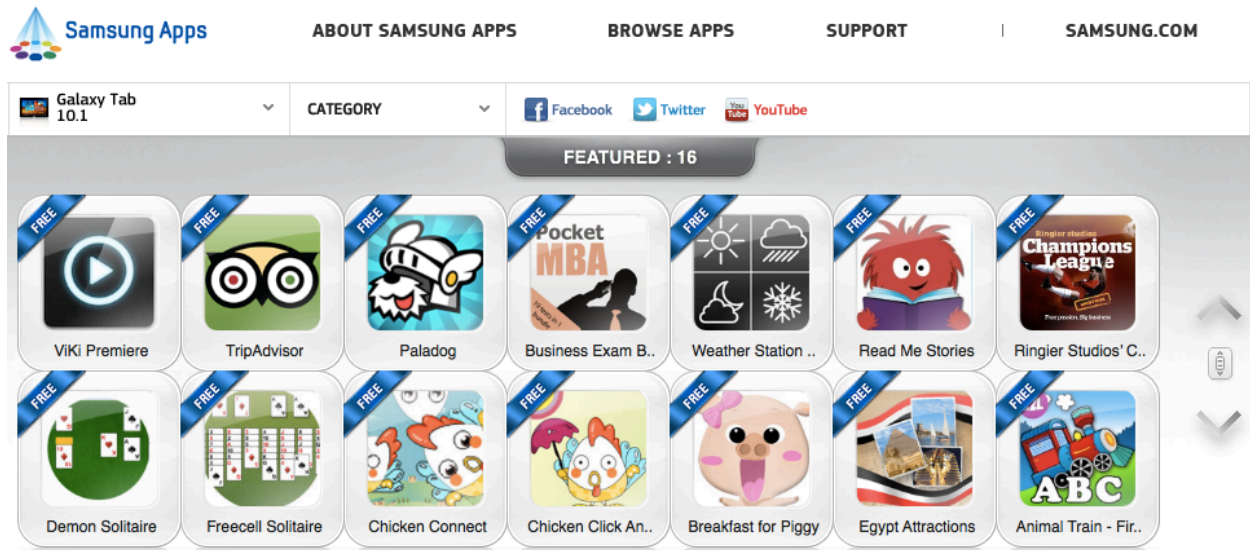 Samsung Apps
ABOUT SAMSUNG APPS
BROWSE APPS
SUPPORT
|
SAMSUNG.COM
Galaxy Tab
10.1
CATEGORY
Facebook
Twitter
You
Tube
YouTube
FEATURED : 16
FREE
FREE
FREE
FREE
FREE
FREE
FREE
Pocket
MBA
Ringier studios
Champions
League
ViKi Premiere
TripAdvisor
Paladog
Business Exam B..
Weather Station ..
Read Me Stories
Ringier Studios' C..
FREE
FREE
FREE
FREE
FREE
FREE
FREE
ABC
Demon Solitaire
Freecell Solitaire
Chicken Connect
Chicken Click An..
Breakfast for Piggy
Egypt Attractions
Animal Train - Fir..